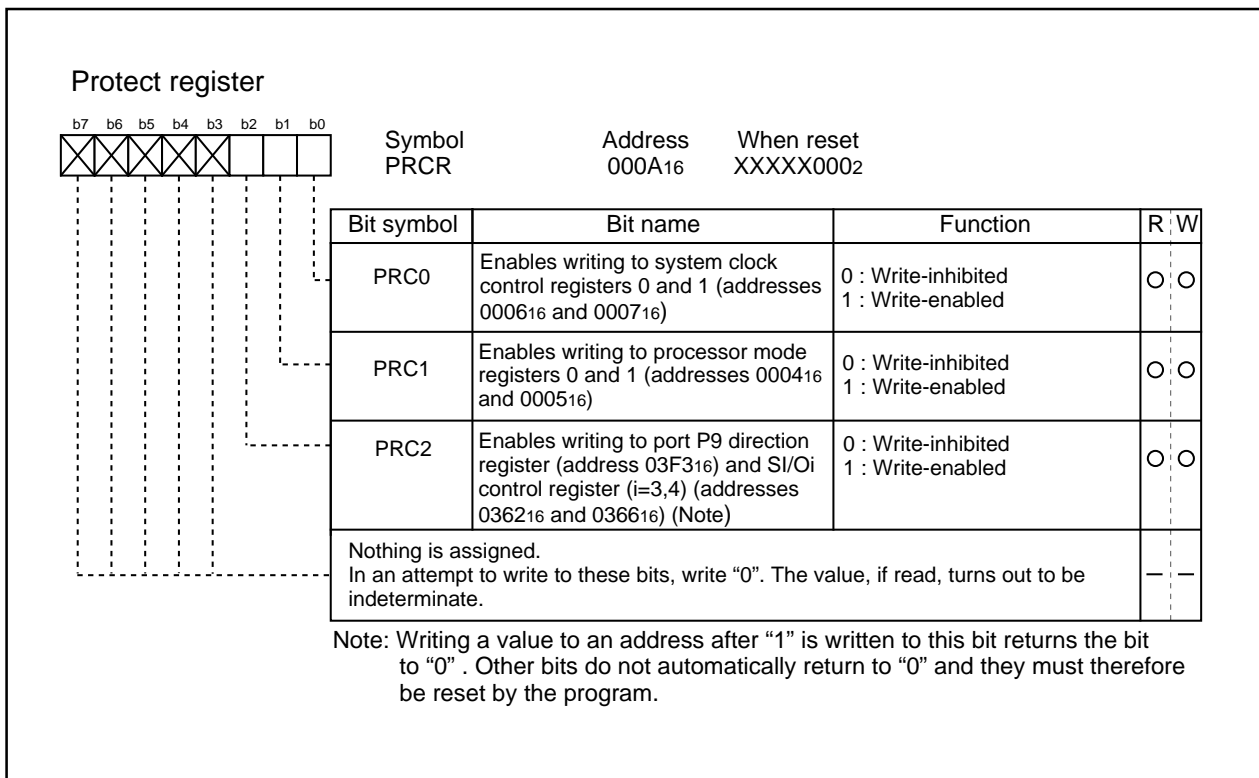 Protect register
b7 b6 b5 b4 b3 b2 b1 b0
Symbol Address When reset
PRCR 000A16 XXXXX0002
Bit symbol Bit name Function R W
PRC0
Enables writing to system clock
control registers 0 and 1 (addresses
000616 and 000716)
0 : Write-inhibited
1 : Write-enabled
PRC1
Enables writing to processor mode
registers 0 and 1 (addresses 000416
and 000516)
0 : Write-inhibited
1 : Write-enabled
PRC2
Enables writing to port P9 direction
register (address 03F316) and SI/Oi
control register (i=3,4) (addresses
036216 and 036616) (Note)
0 : Write-inhibited
1 : Write-enabled
Nothing is assigned.
In an attempt to write to these bits, write “0”. The value, if read, turns out to be
indeterminate.
Note: Writing a value to an address after “1” is written to this bit returns the bit
to “0” . Other bits do not automatically return to “0” and they must therefore
be reset by the program.